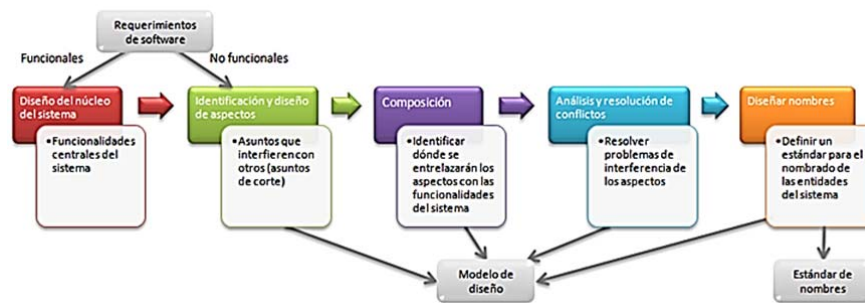 Requerimientos
de software
Funcionales
No funcionales
Diseño del núcleo
del sistema
•Funcionalidades
centrales del
sistema
Identificación y diseño
de aspectos
•Asuntos que
interfieren con
otros (asuntos
de corte)
Composición
•Identificar
dónde se
entrelazarán los
aspectos con las
funcionalidades
del sistema
Análisis y resolución de
conflictos
•Resolver
problemas de
interferencia de
los aspectos
Diseñar nombres
•Definir un
estándar para el
nombrado de
las entidades
del sistema
Modelo de
diseño
Estándar de
nombres